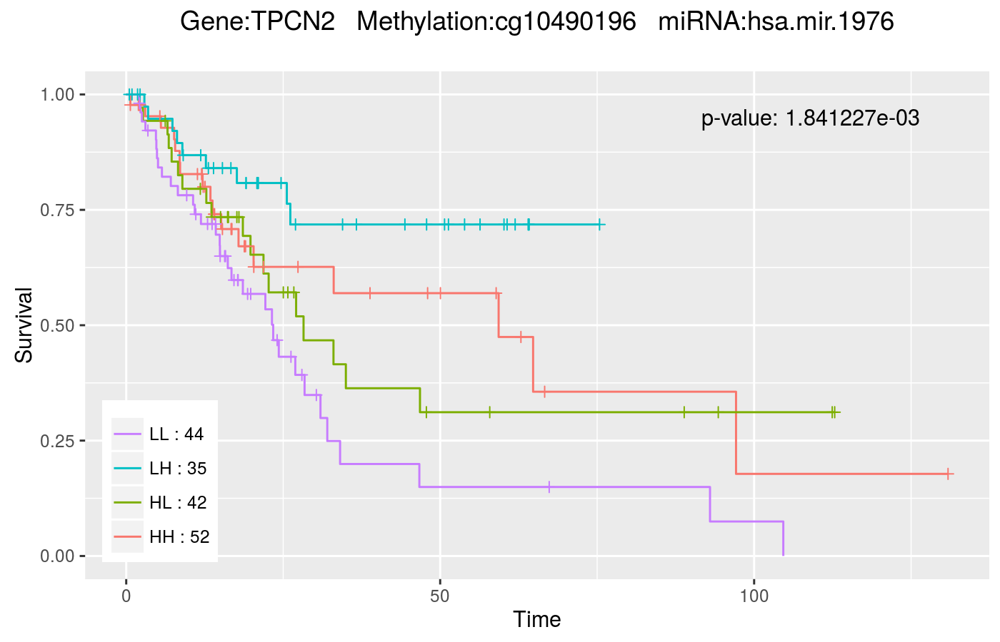 Gene:TPCN2   Methylation:cg10490196   miRNA:hsa.mir.1976
p-value: 1.841227e-03
1.00
0.75
0.50
0.25
0.00
Survival
LL : 44
LH : 35
HL : 42
HH : 52
0
50
100
Time